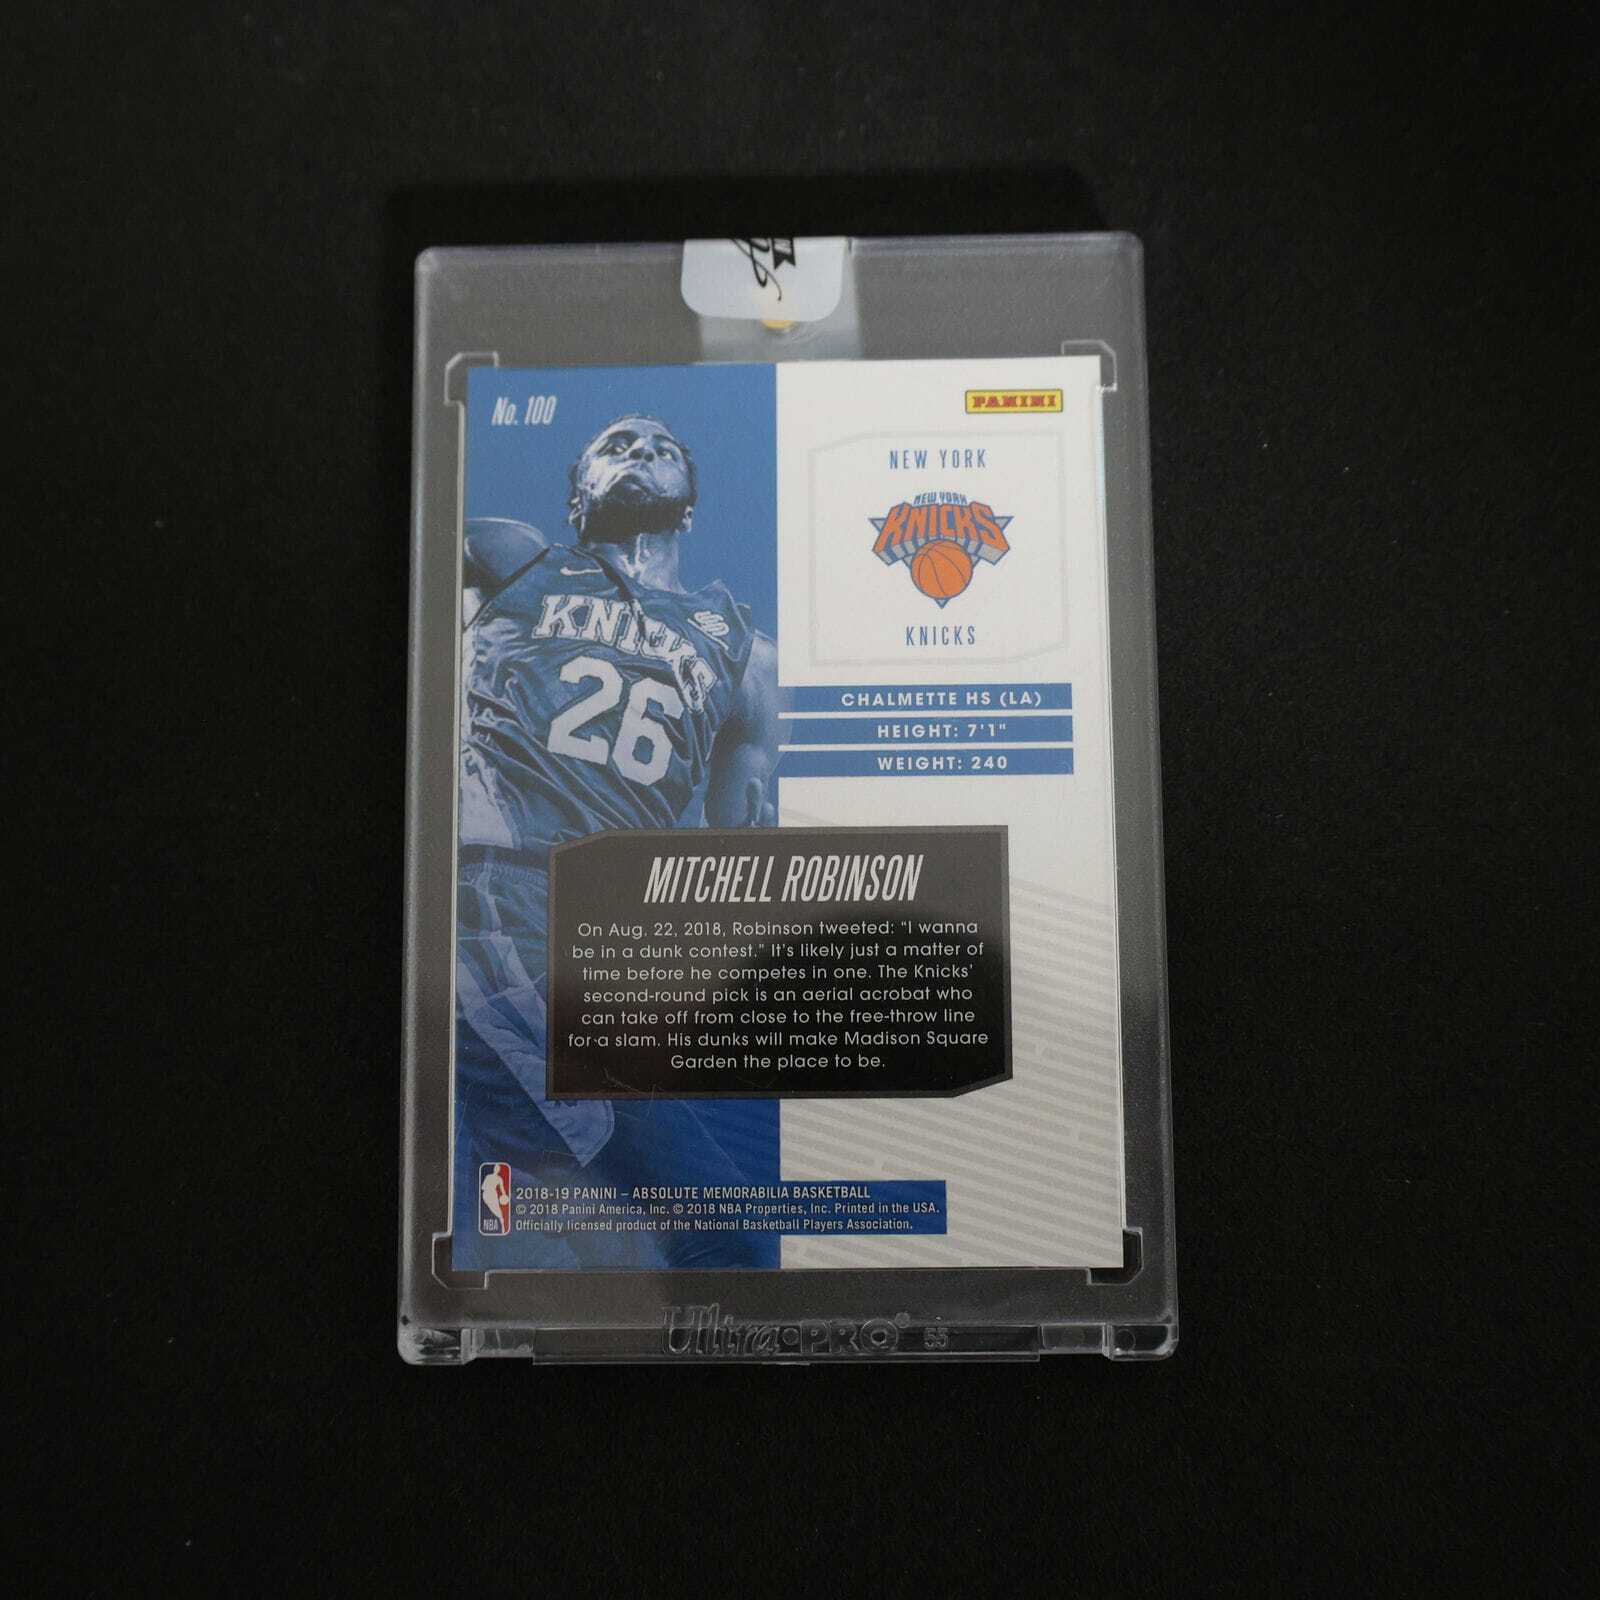 No. 100
PANINI
NEW YORK
NEW YORK
KNICKS
KNICKS
KNICKS
26
CHALMETTE HS (LA)
HEIGHT: 7'1"
WEIGHT: 240
MITCHELL ROBINSON
On Aug. 22, 2018, Robinson tweeted: “I wanna
be in a dunk contest.” It’s likely just a matter of
time before he competes in one. The Knicks’
second-round pick is an aerial acrobat who
can take off from close to the free-throw line
for a slam. His dunks will make Madison Square
Garden the place to be.
NBA
2018-19 PANINI – ABSOLUTE MEMORABILIA BASKETBALL
© 2018 Panini America, Inc. © 2018 NBA Properties, Inc. Printed in the USA.
Officially licensed product of the National Basketball Players Association.
Ultra•PRO® 55